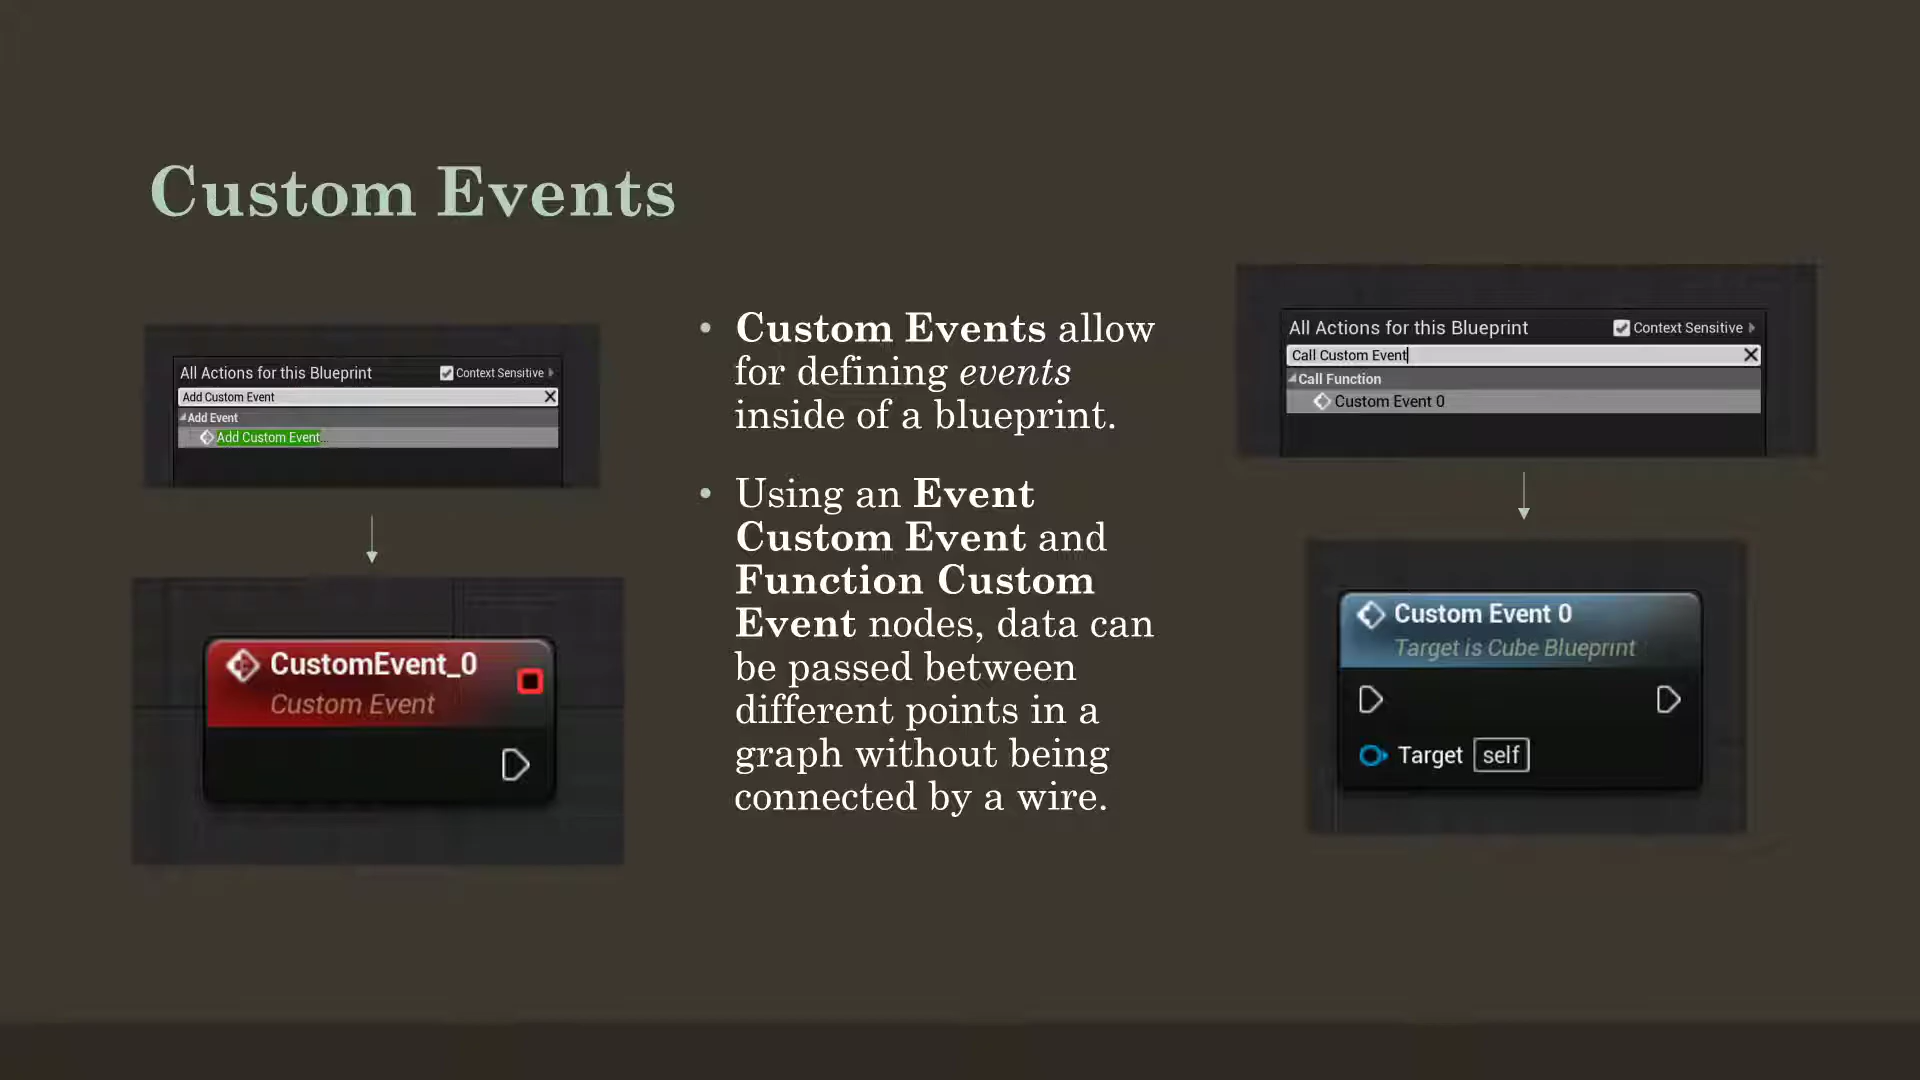 Custom Events
All Actions for this Blueprint
Context Sensitive
Add Custom Event
Add Event
Add Custom Event...
CustomEvent_0
Custom Event
• Custom Events allow
for defining events
inside of a blueprint.
• Using an Event
Custom Event and
Function Custom
Event nodes, data can
be passed between
different points in a
graph without being
connected by a wire.
All Actions for this Blueprint
Context Sensitive
Call Custom Event
Call Function
Custom Event 0
Custom Event 0
Target is Cube Blueprint
Target self